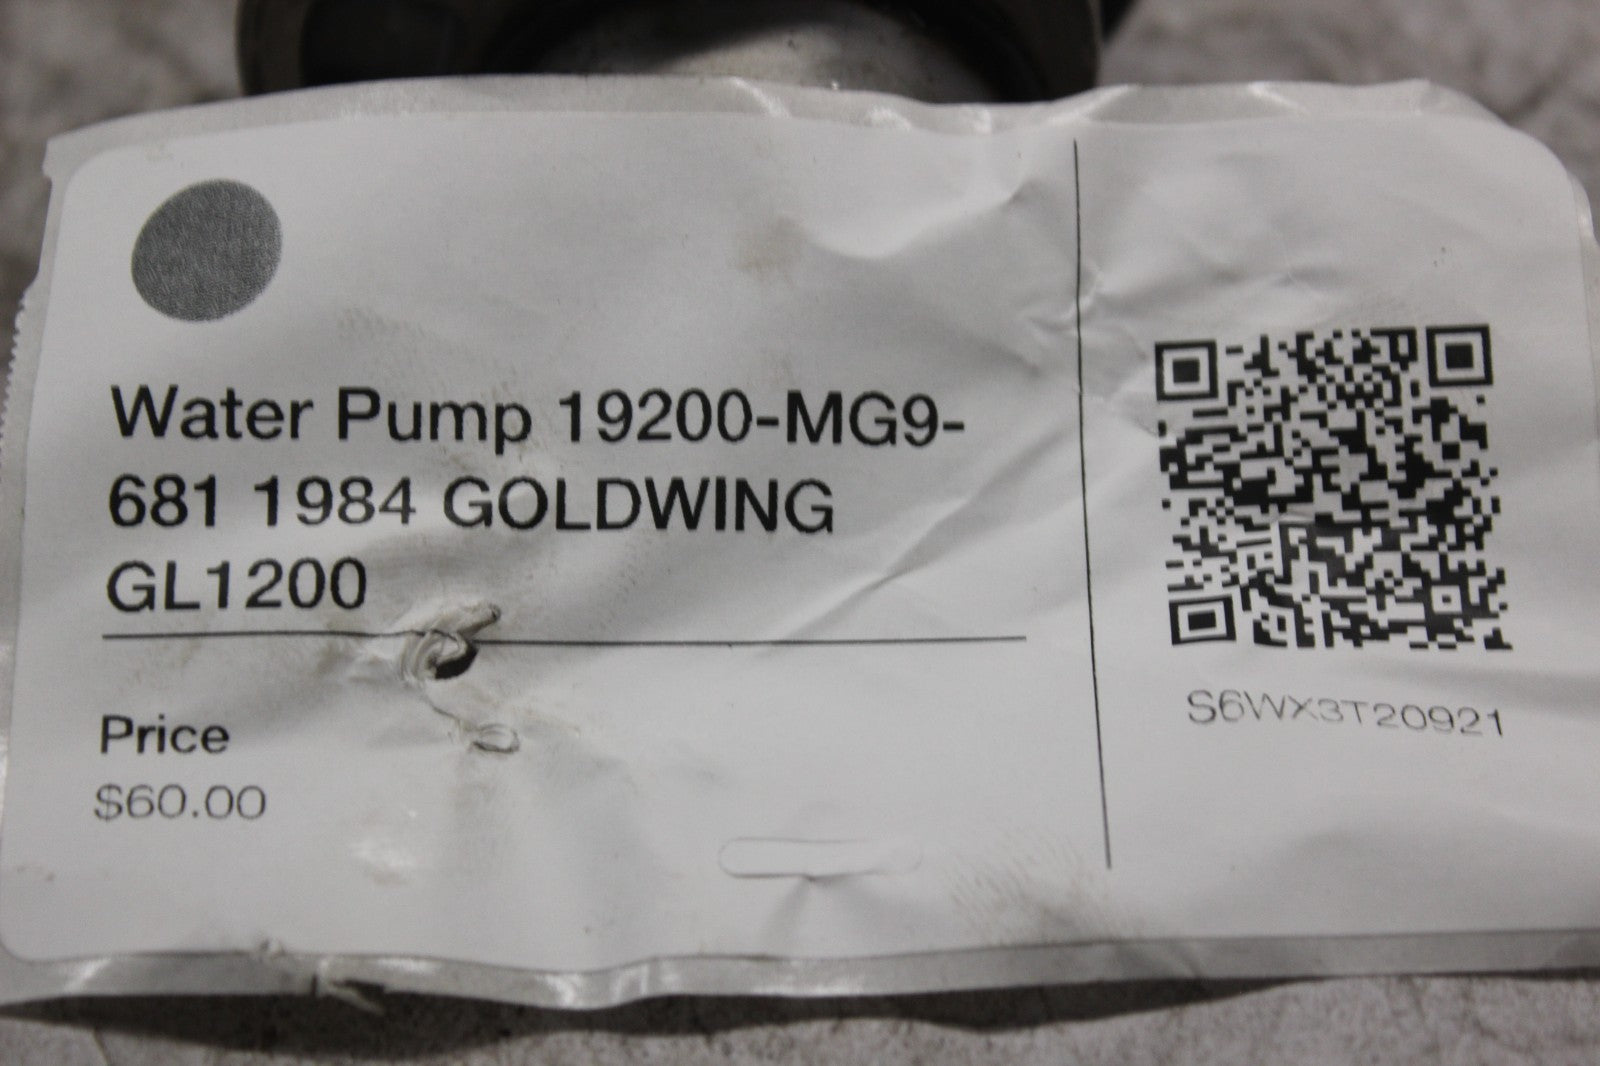 Water Pump 19200-MG9-
681 1984 GOLDWING
GL1200
Price
$60.00
S6WX3T20921